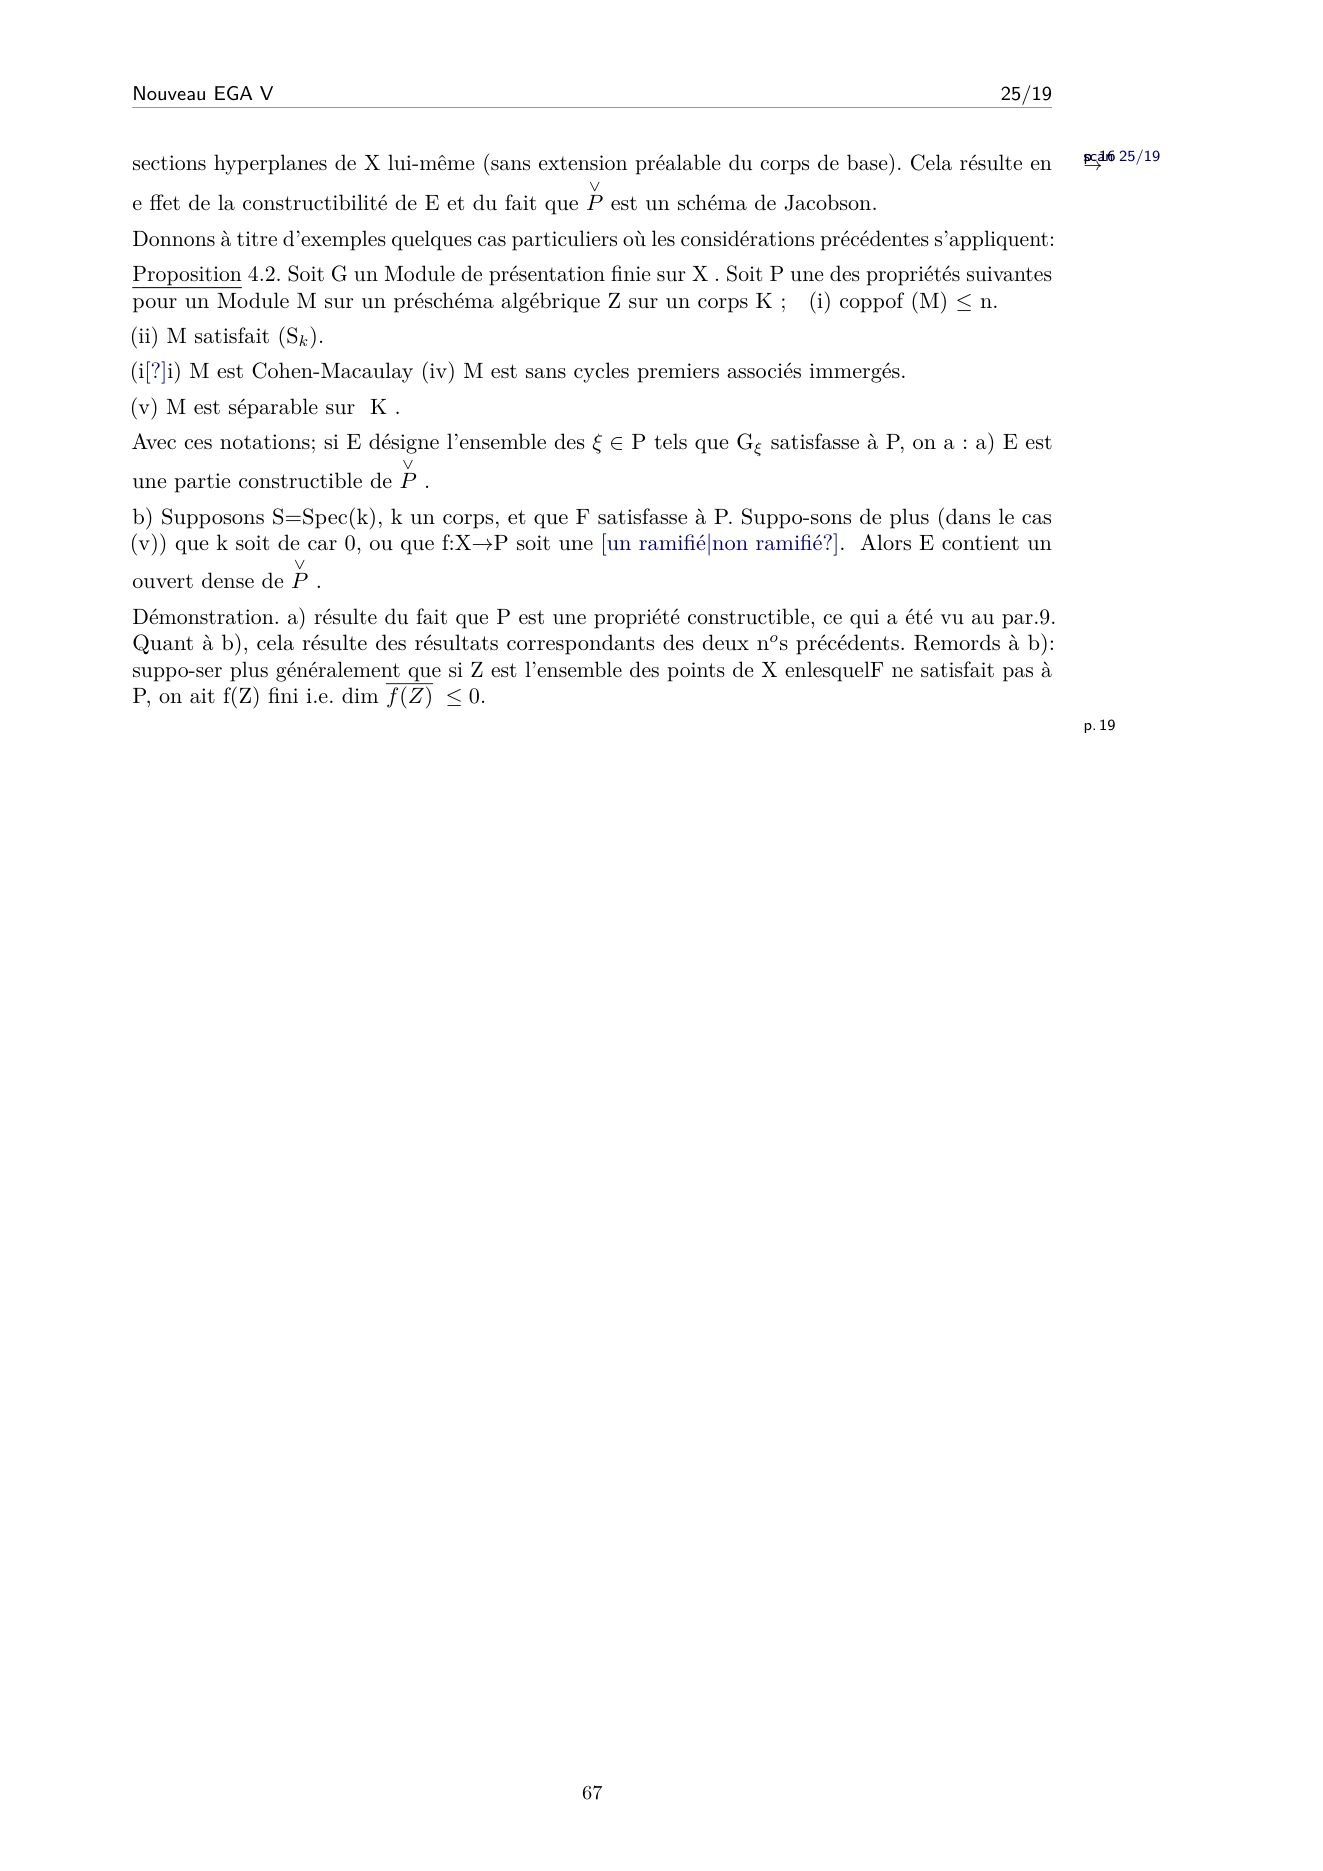 Nouveau EGA V 25/19
sections hyperplanes de X lui-même (sans extension préalable du corps de base). Cela résulte en
scan 25/19
p. 16
→
e ffet de la constructibilité de E et du fait que P̌ est un schéma de Jacobson.
Donnons à titre d'exemples quelques cas particuliers où les considérations précédentes s'appliquent:
Proposition 4.2. Soit G un Module de présentation finie sur X . Soit P une des propriétés suivantes
pour un Module M sur un préschéma algébrique Z sur un corps K ; (i) coppof (M) ≤ n.
(ii) M satisfait (Sₖ).
(i[?]i) M est Cohen-Macaulay (iv) M est sans cycles premiers associés immergés.
(v) M est séparable sur K .
Avec ces notations; si E désigne l'ensemble des ξ ∈ P tels que G_ξ satisfasse à P, on a : a) E est
une partie constructible de P̌ .
b) Supposons S=Spec(k), k un corps, et que F satisfasse à P. Suppo-sons de plus (dans le cas
(v)) que k soit de car 0, ou que f:X→P soit une [un ramifié|non ramifié?]. Alors E contient un
ouvert dense de P̌ .
Démonstration. a) résulte du fait que P est une propriété constructible, ce qui a été vu au par.9.
Quant à b), cela résulte des résultats correspondants des deux nᵒs précédents. Remords à b):
suppo-ser plus généralement que si Z est l'ensemble des points de X enlesquelF ne satisfait pas à
P, on ait f(Z) fini i.e. dim \overline{f(Z)} ≤ 0.
p. 19
67